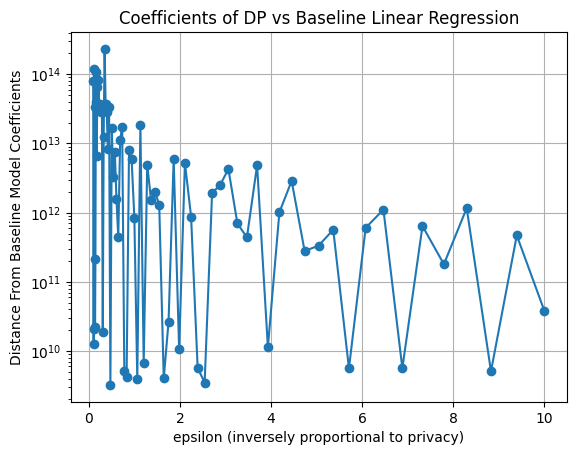 Coefficients of DP vs Baseline Linear Regression
Distance From Baseline Model Coefficients
10^14
10^13
10^12
10^11
10^10
0 2 4 6 8 10
epsilon (inversely proportional to privacy)